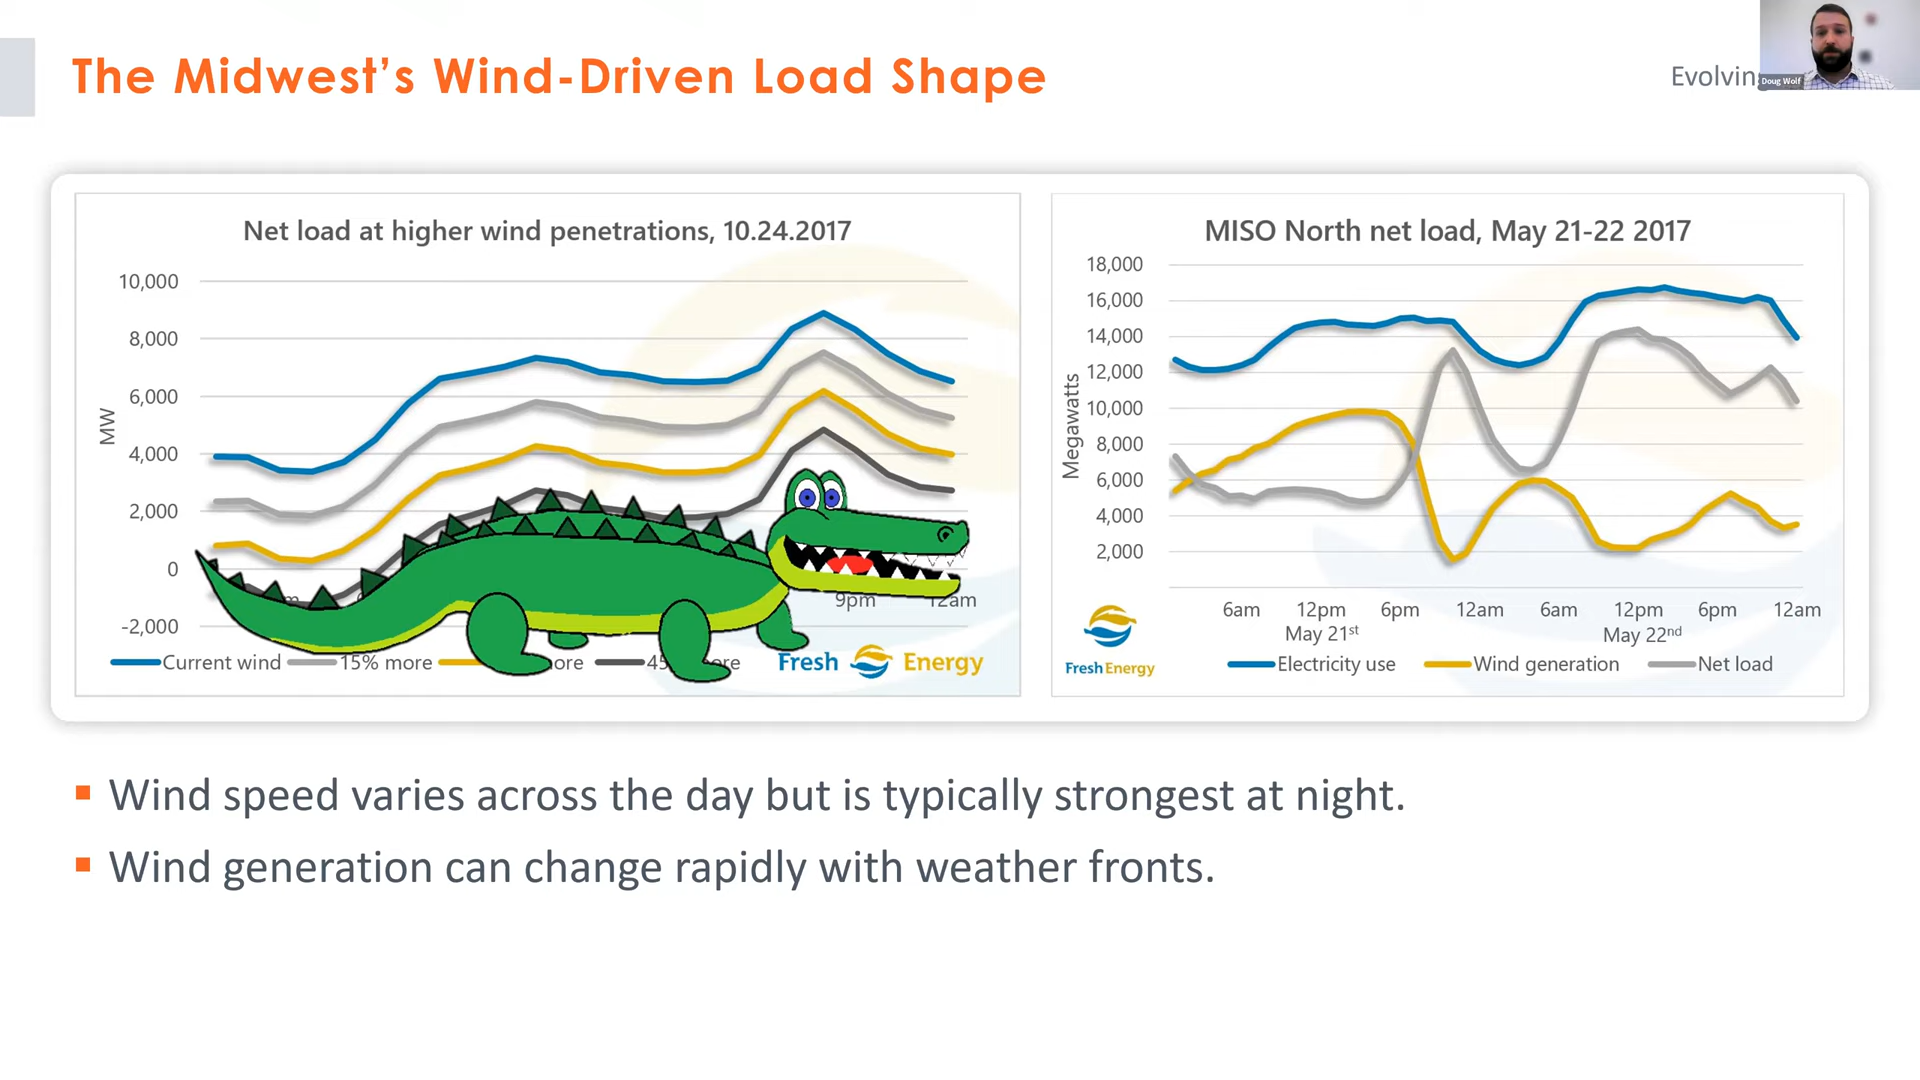 The Midwest's Wind-Driven Load Shape
Evolvin
Doug Wolf
Net load at higher wind penetrations, 10.24.2017
10,000
8,000
6,000
4,000
2,000
0
-2,000
MW
9pm
12am
Current wind
15% more
Fresh Energy
MISO North net load, May 21-22 2017
18,000
16,000
14,000
12,000
10,000
8,000
6,000
4,000
2,000
Megawatts
6am 12pm 6pm 12am 6am 12pm 6pm 12am
May 21st May 22nd
Fresh Energy
Electricity use Wind generation Net load
▪ Wind speed varies across the day but is typically strongest at night.
▪ Wind generation can change rapidly with weather fronts.